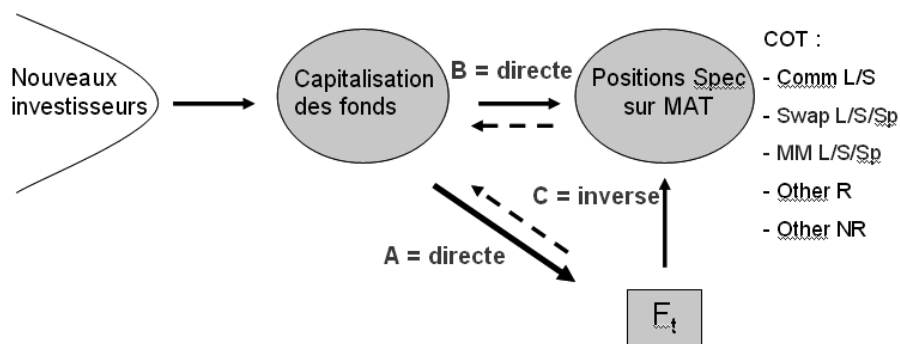 Nouveaux
investisseurs
Capitalisation
des fonds
B = directe
Positions Spec
sur MAT
COT :
- Comm L/S
- Swap L/S/Sp
- MM L/S/Sp
- Other R
- Other NR
C = inverse
A = directe
Ft